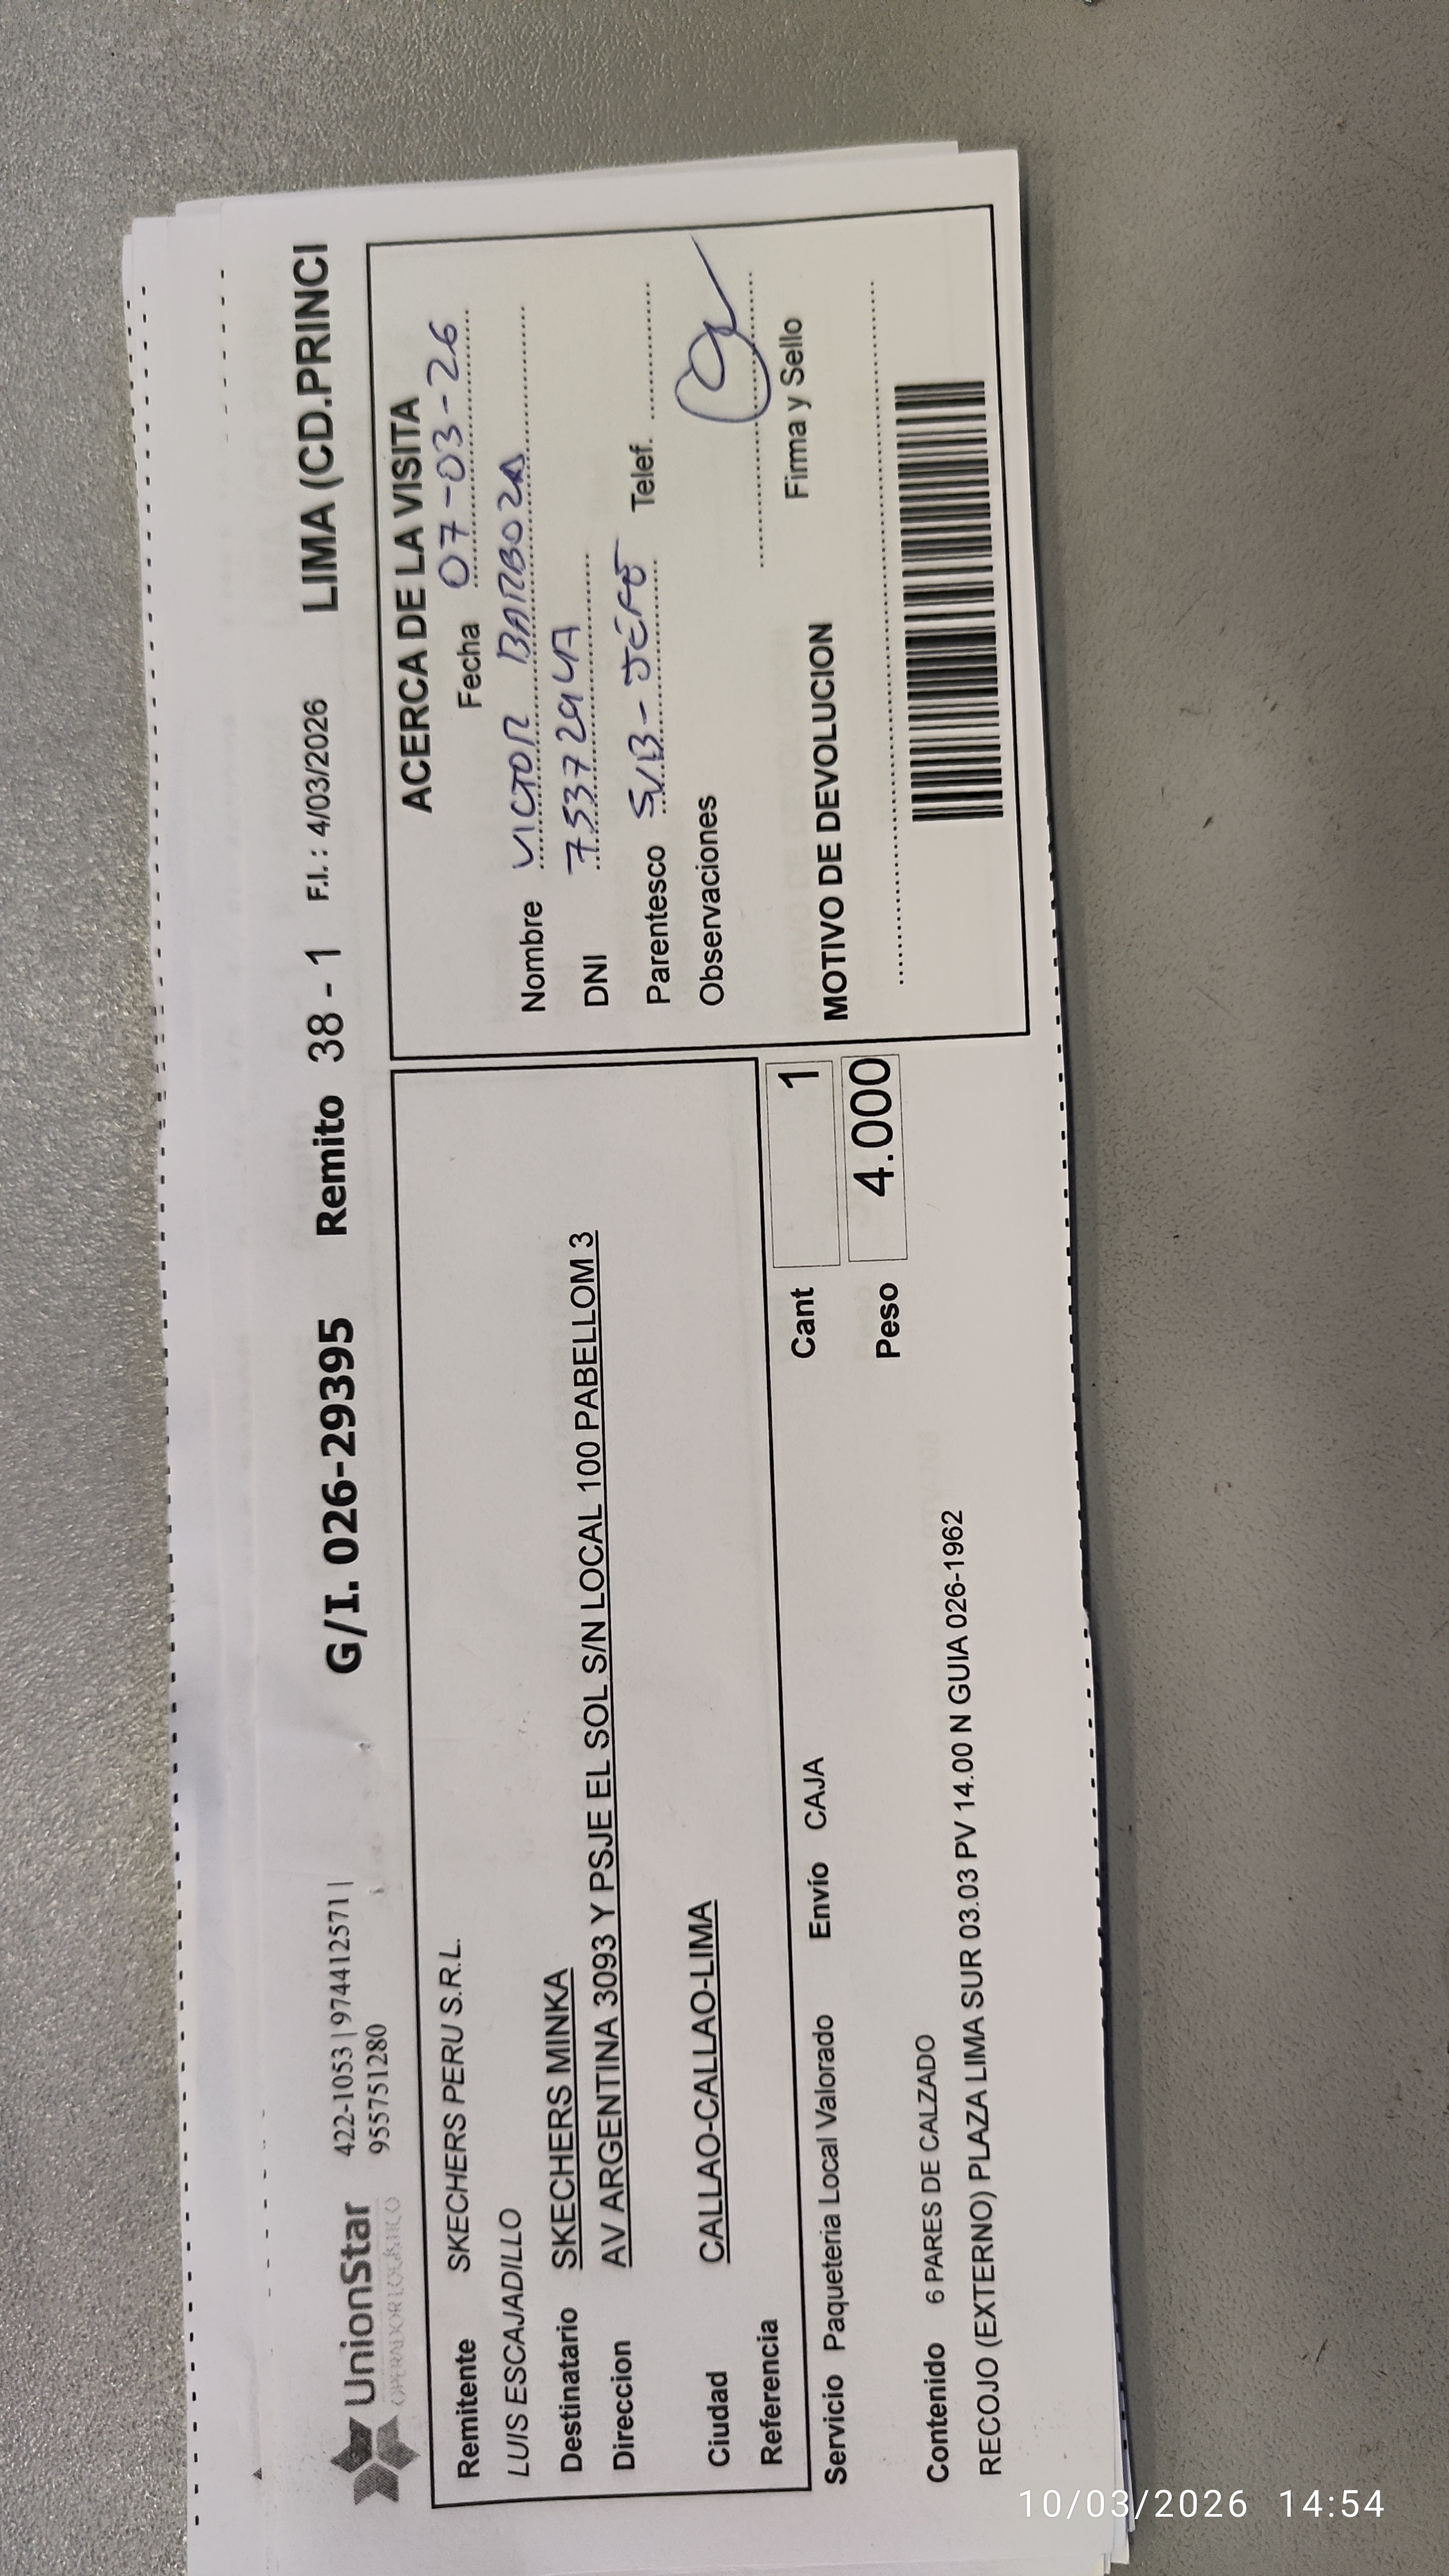 UnionStar
OPERADOR LOGÍSTICO
422-1053 | 974412571 |
955751280
G/I. 026-29395 Remito 38 - 1 F.I.: 4/03/2026 LIMA (CD.PRINCI
Remitente SKECHERS PERU S.R.L.
LUIS ESCAJADILLO
Destinatario SKECHERS MINKA
Direccion AV ARGENTINA 3093 Y PSJE EL SOL S/N LOCAL 100 PABELLOM 3
Ciudad CALLAO-CALLAO-LIMA
Referencia
Servicio Paqueteria Local Valorado Envío CAJA Cant 1
Peso 4.000
Contenido 6 PARES DE CALZADO
RECOJO (EXTERNO) PLAZA LIMA SUR 03.03 PV 14.00 N GUIA 026-1962
ACERCA DE LA VISITA
Fecha 07-03-26
Nombre VICTOR BARBOZA
DNI
Parentesco SUB-JEFE Telef.
Observaciones
Firma y Sello
MOTIVO DE DEVOLUCION
10/03/2026 14:54